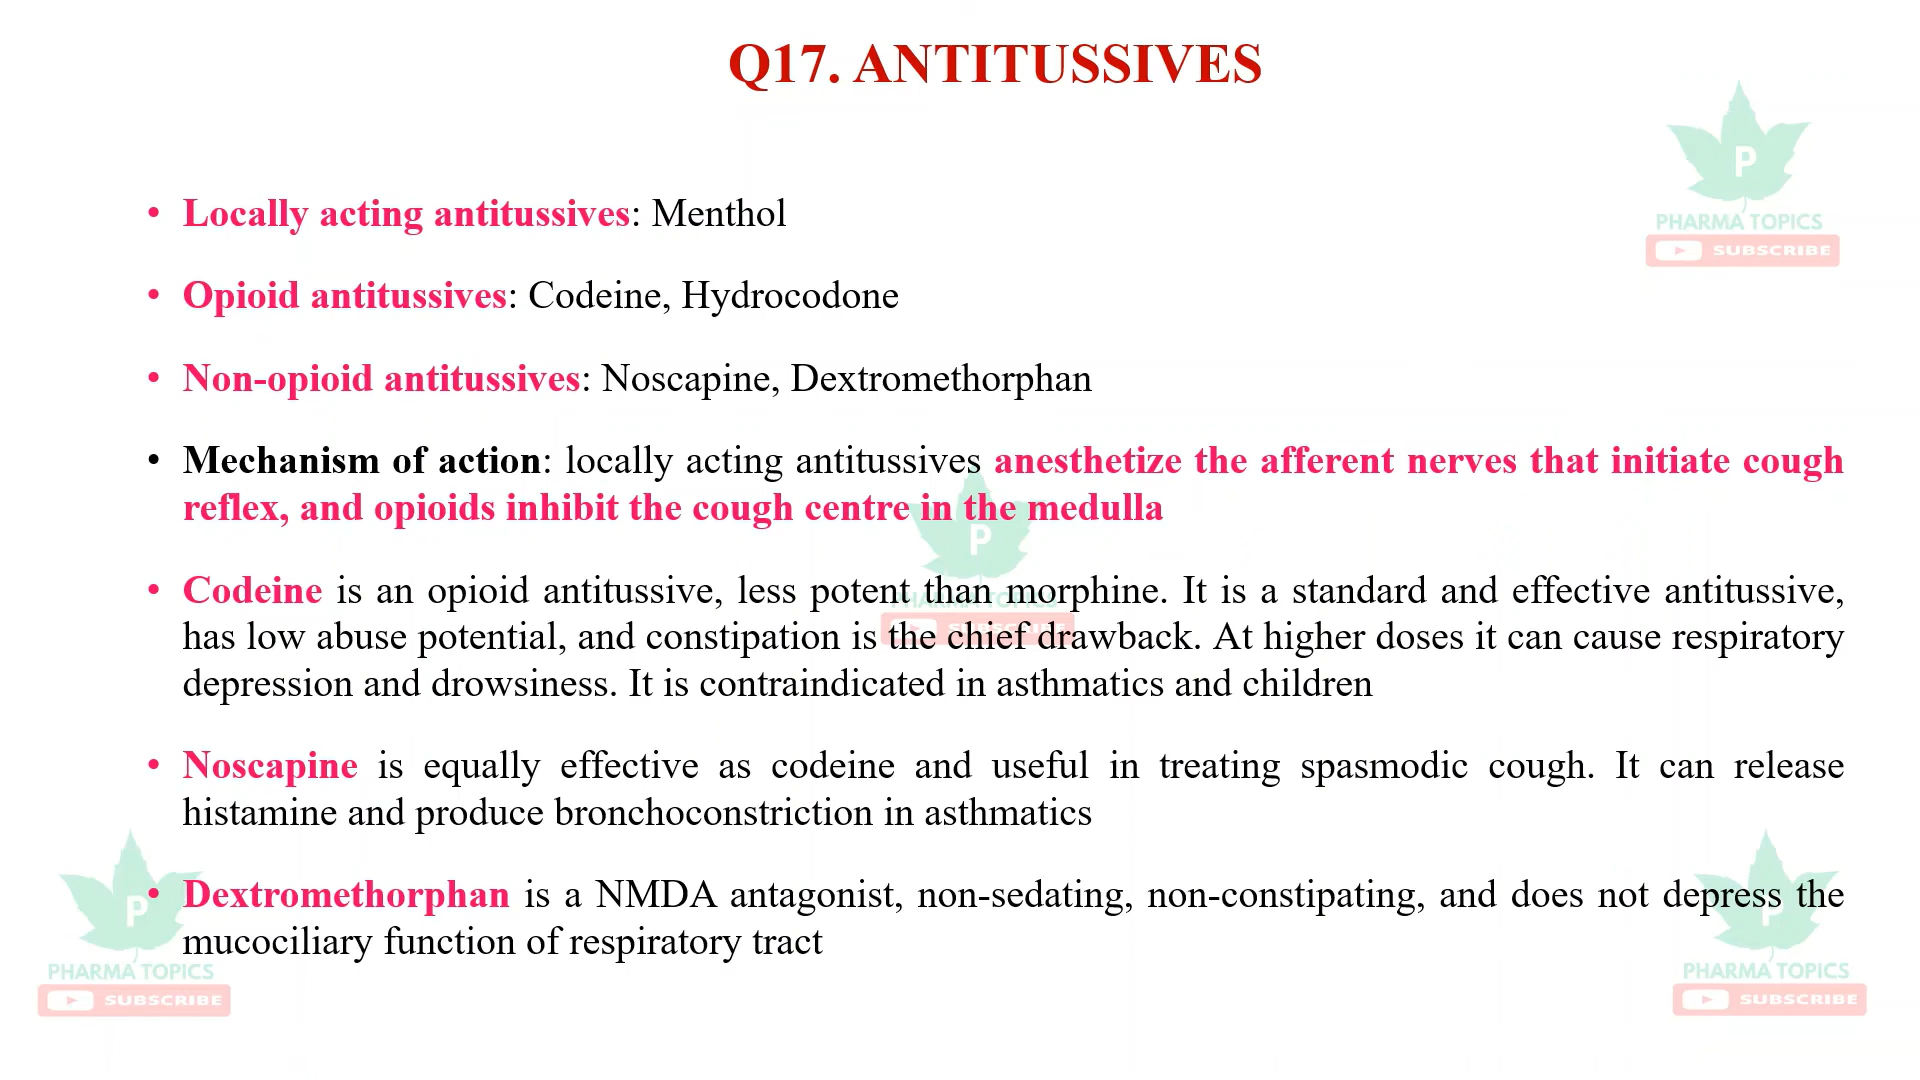 Q17. ANTITUSSIVES
P
PHARMA TOPICS
SUBSCRIBE
• Locally acting antitussives: Menthol
• Opioid antitussives: Codeine, Hydrocodone
• Non-opioid antitussives: Noscapine, Dextromethorphan
• Mechanism of action: locally acting antitussives anesthetize the afferent nerves that initiate cough
reflex, and opioids inhibit the cough centre in the medulla
P
PHARMA TOPICS
SUBSCRIBE
• Codeine is an opioid antitussive, less potent than morphine. It is a standard and effective antitussive,
has low abuse potential, and constipation is the chief drawback. At higher doses it can cause respiratory
depression and drowsiness. It is contraindicated in asthmatics and children
• Noscapine is equally effective as codeine and useful in treating spasmodic cough. It can release
histamine and produce bronchoconstriction in asthmatics
• Dextromethorphan is a NMDA antagonist, non-sedating, non-constipating, and does not depress the
mucociliary function of respiratory tract
P
PHARMA TOPICS
SUBSCRIBE
P
PHARMA TOPICS
SUBSCRIBE